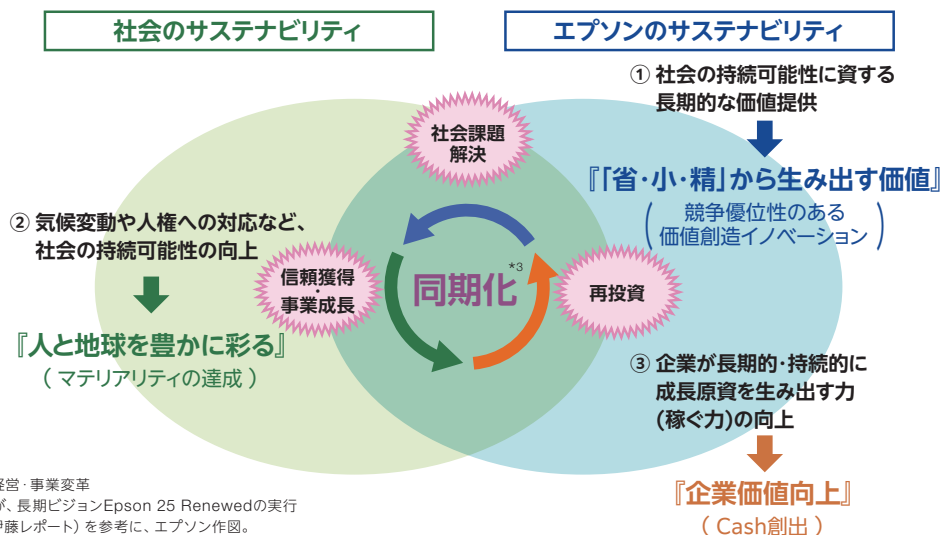 社会のサステナビリティ
エプソンのサステナビリティ
① 社会の持続可能性に資する
長期的な価値提供
『「省・小・精」から生み出す価値』
( 競争優位性のある
価値創造イノベーション )
社会課題
解決
② 気候変動や人権への対応など、
社会の持続可能性の向上
信頼獲得
・
事業成長
同期化*3
再投資
『人と地球を豊かに彩る』
( マテリアリティの達成 )
③ 企業が長期的・持続的に
成長原資を生み出す力
(稼ぐ力)の向上
『企業価値向上』
( Cash創出 )
経営・事業変革
が、長期ビジョンEpson 25 Renewedの実行
伊藤レポート) を参考に、エプソン作図。